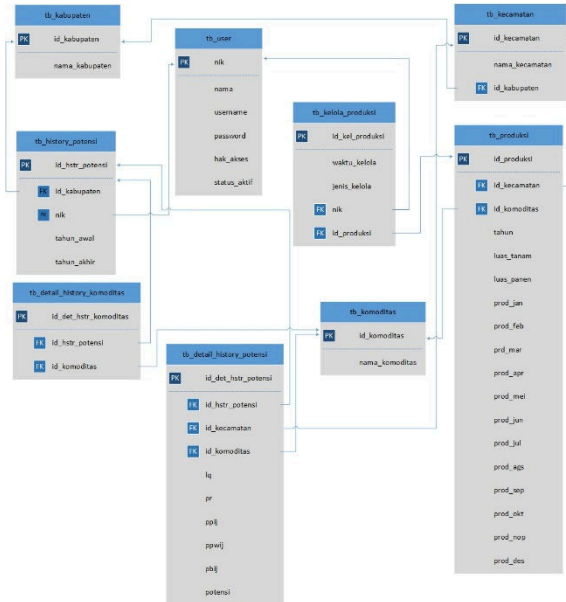 tb_kabupaten
PK id_kabupaten
nama_kabupaten
tb_user
PK nik
nama
username
password
hak_akses
status_aktif
tb_kecamatan
PK id_kecamatan
nama_kecamatan
FK id_kabupaten
tb_history_potensi
PK id_hstr_potensi
FK id_kabupaten
nik
tahun_awal
tahun_akhir
tb_kelola_produksi
PK id_kel_produksi
waktu_kelola
jenis_kelola
FK nik
FK id_produksi
tb_produksi
PK id_produksi
FK id_kecamatan
FK id_komoditas
tahun
luas_tanam
luas_panen
prod_jan
prod_feb
prd_mar
prod_apr
prod_mei
prod_jun
prod_jul
prod_ags
prod_sep
prod_okt
prod_nop
prod_des
tb_detail_history_komoditas
PK id_det_hstr_komoditas
FK id_hstr_potensi
FK id_komoditas
tb_komoditas
PK id_komoditas
nama_komoditas
tb_detail_history_potensi
PK id_det_hstr_potensi
FK id_hstr_potensi
FK id_kecamatan
FK id_komoditas
lq
pr
ppij
ppwij
pbij
potensi